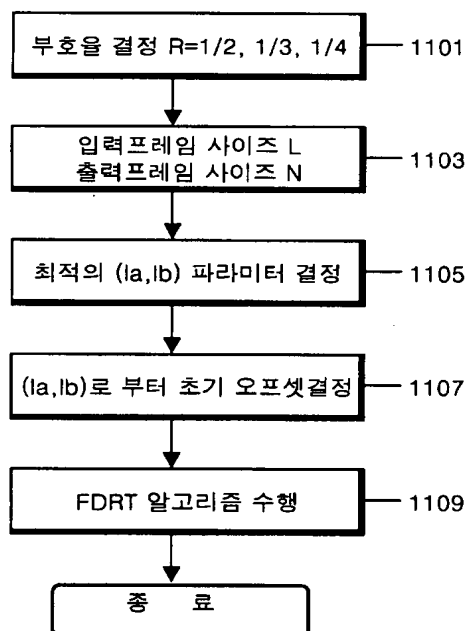 부호율 결정 R=1/2, 1/3, 1/4
1101
입력프레임 사이즈 L
출력프레임 사이즈 N
1103
최적의 (Ia,Ib) 파라미터 결정
1105
(Ia,Ib)로 부터 초기 오프셋결정
1107
FDRT 알고리즘 수행
1109
종 료